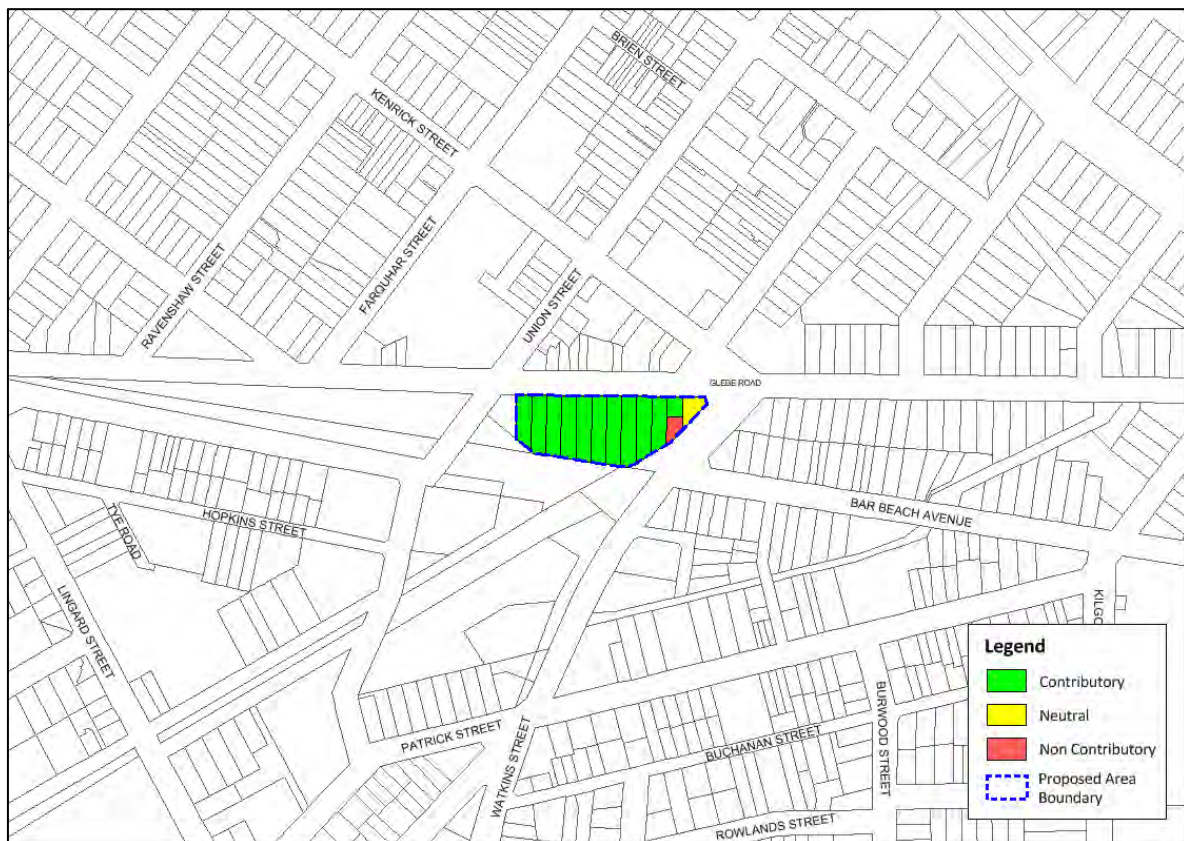 BRIEN STREET
KENRICK STREET
FARQUHAR STREET
RAVENSHAW STREET
UNION STREET
GLEBE ROAD
BAR BEACH AVENUE
HOPKINS STREET
TYE ROAD
LINGARD STREET
KILGO
PATRICK STREET
WATKINS STREET
BUCHANAN STREET
BURWOOD STREET
ROWLANDS STREET
Legend
Contributory
Neutral
Non Contributory
Proposed Area
Boundary